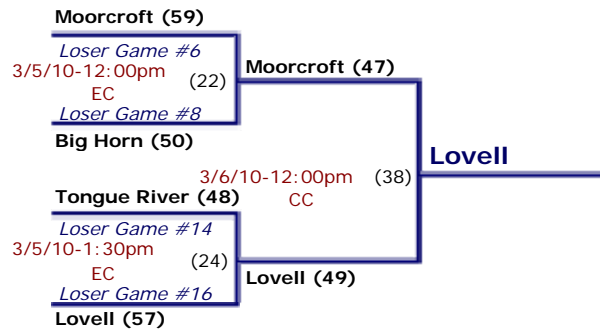 Moorcroft (59)
Loser Game #6
3/5/10-12:00pm
(22)
EC
Loser Game #8
Big Horn (50)
Moorcroft (47)
Lovell
3/6/10-12:00pm
(38)
CC
Tongue River (48)
Loser Game #14
3/5/10-1:30pm
(24)
EC
Loser Game #16
Lovell (57)
Lovell (49)